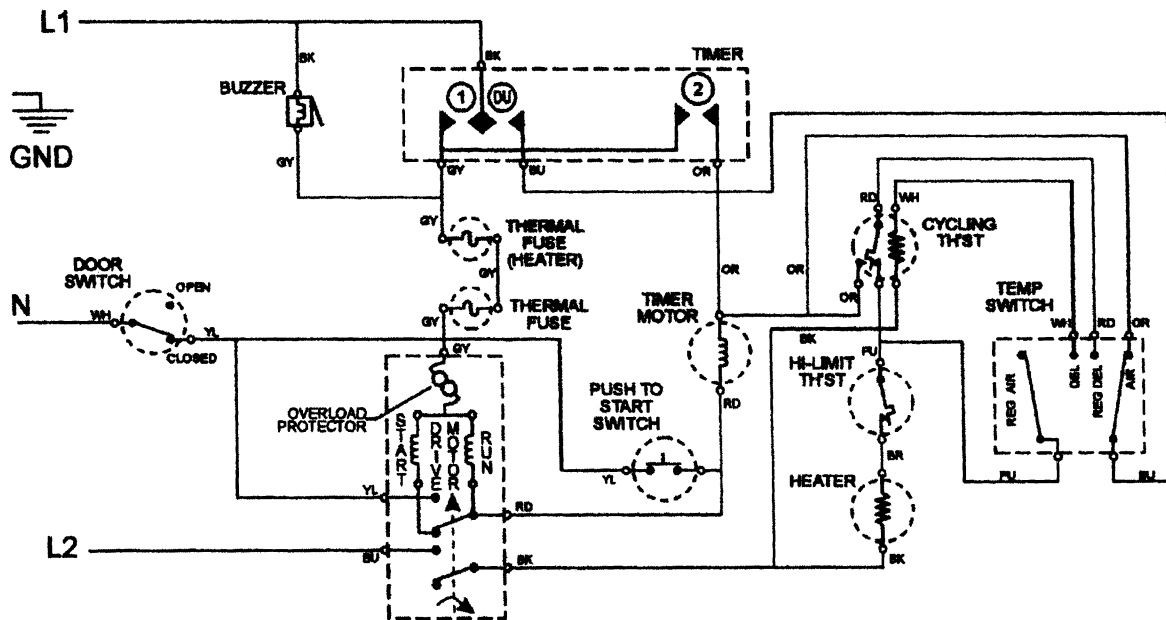 L1
BK
BK
TIMER
BUZZER
1
DU
2
GND
GY
GY
BU
OR
RD
WH
CYCLING
TH'ST
GY
THERMAL
FUSE
(HEATER)
GY
OR
OR
OR
DOOR
SWITCH
OPEN
N
WH
YL
CLOSED
GY
THERMAL
FUSE
GY
TIMER
MOTOR
BK
TEMP
SWITCH
WH
RD
OR
PU
HI-LIMIT
TH'ST
REG AIR
DEL
REG DEL
AIR
OVERLOAD
PROTECTOR
START
DRIVE
MOTOR
RUN
PUSH TO
START
SWITCH
RD
BR
YL
YL
HEATER
PU
BU
RD
L2
BU
BK
BK